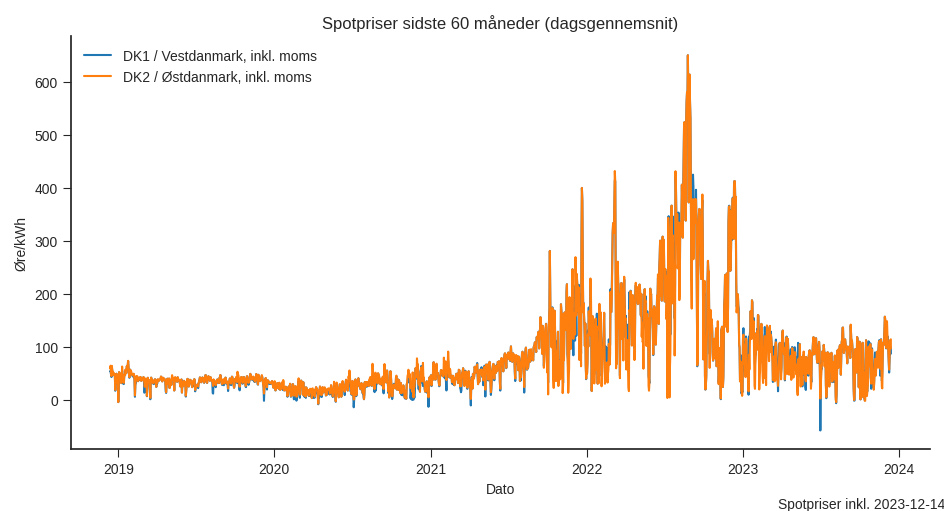 Spotpriser sidste 60 måneder (dagsgennemsnit)
DK1 / Vestdanmark, inkl. moms
DK2 / Østdanmark, inkl. moms
600
500
400
300
200
100
0
Øre/kWh
2019 2020 2021 2022 2023 2024
Dato
Spotpriser inkl. 2023-12-14